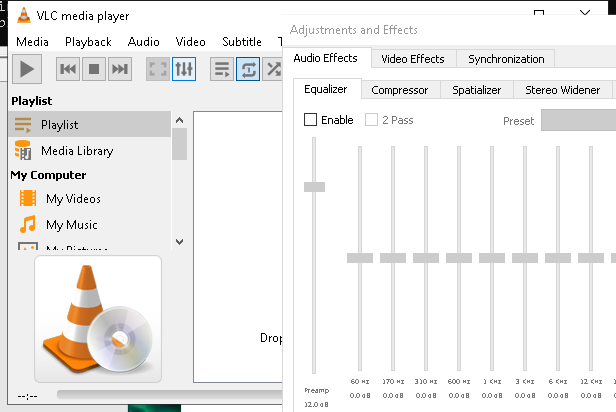 VLC media player
Media Playback Audio Video Subtitle
Playlist
Playlist
Media Library
My Computer
My Videos
My Music
My Pictures
Drop
--:--
Adjustments and Effects
Audio Effects Video Effects Synchronization
Equalizer Compressor Spatializer Stereo Widener
Enable 2 Pass Preset
60 Hz 170 Hz 310 Hz 600 Hz 1 KHz 3 KHz 6 KHz 12 KHz
Preamp 0.0 dB 0.0 dB 0.0 dB 0.0 dB 0.0 dB 0.0 dB 0.0 dB 0.0 dB
12.0 dB